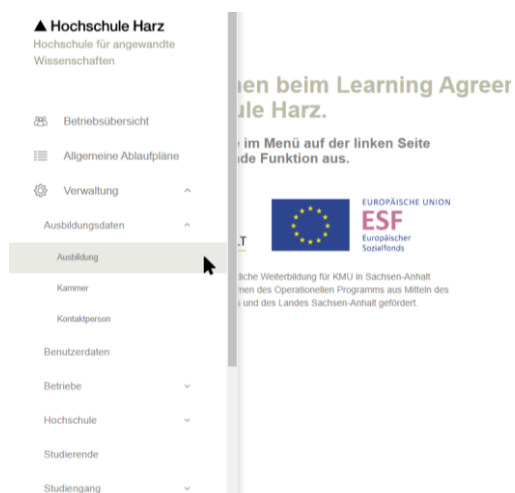 Hochschule Harz
Hochschule für angewandte
Wissenschaften
Betriebsübersicht
Allgemeine Ablaufpläne
Verwaltung
Ausbildungsdaten
Ausbildung
Kammer
Kontaktperson
Benutzerdaten
Betriebe
Hochschule
Studierende
Studiengang
en beim Learning Agreer
ule Harz.
im Menü auf der linken Seite
de Funktion aus.
EUROPÄISCHE UNION
ESF
Europäischer
Sozialfonds
LT
liche Weiterbildung für KMU in Sachsen-Anhalt
men des Operationellen Programms aus Mitteln des
und des Landes Sachsen-Anhalt gefördert.